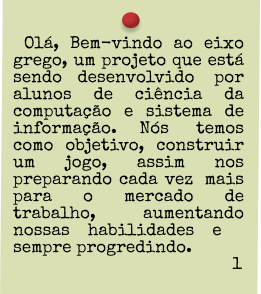 Olá, Bem-vindo ao eixo
grego, um projeto que está
sendo desenvolvido por
alunos de ciência da
computação e sistema de
informação. Nós temos
como objetivo, construir
um jogo, assim nos
preparando cada vez mais
para o mercado de
trabalho, aumentando
nossas habilidades e
sempre progredindo.
1